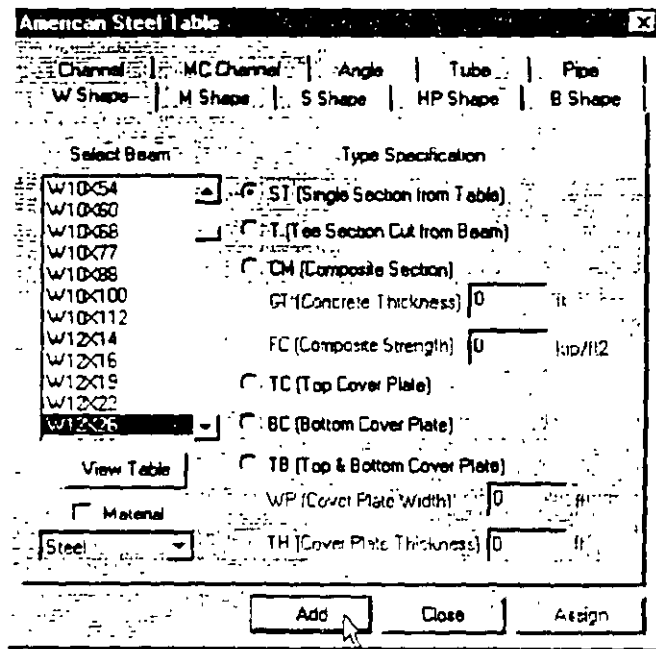 American Steel Table
Channel MC Channel Angle Tube Pipe
W Shape M Shape S Shape HP Shape B Shape
Select Beam Type Specification
W10X54
W10X60
W10X68
W10X77
W10X88
W10X100
W10X112
W12X14
W12X16
W12X19
W12X22
W12X26
ST (Single Section from Table)
T (Tee Section Cut from Beam)
CM (Composite Section)
CT (Concrete Thickness) 0 ft
FC (Composite Strength) 0 kip/ft2
TC (Top Cover Plate)
BC (Bottom Cover Plate)
TB (Top & Bottom Cover Plate)
WP (Cover Plate Width) 0 ft
TH (Cover Plate Thickness) 0 ft
View Table
Material
Steel
Add Close Assign